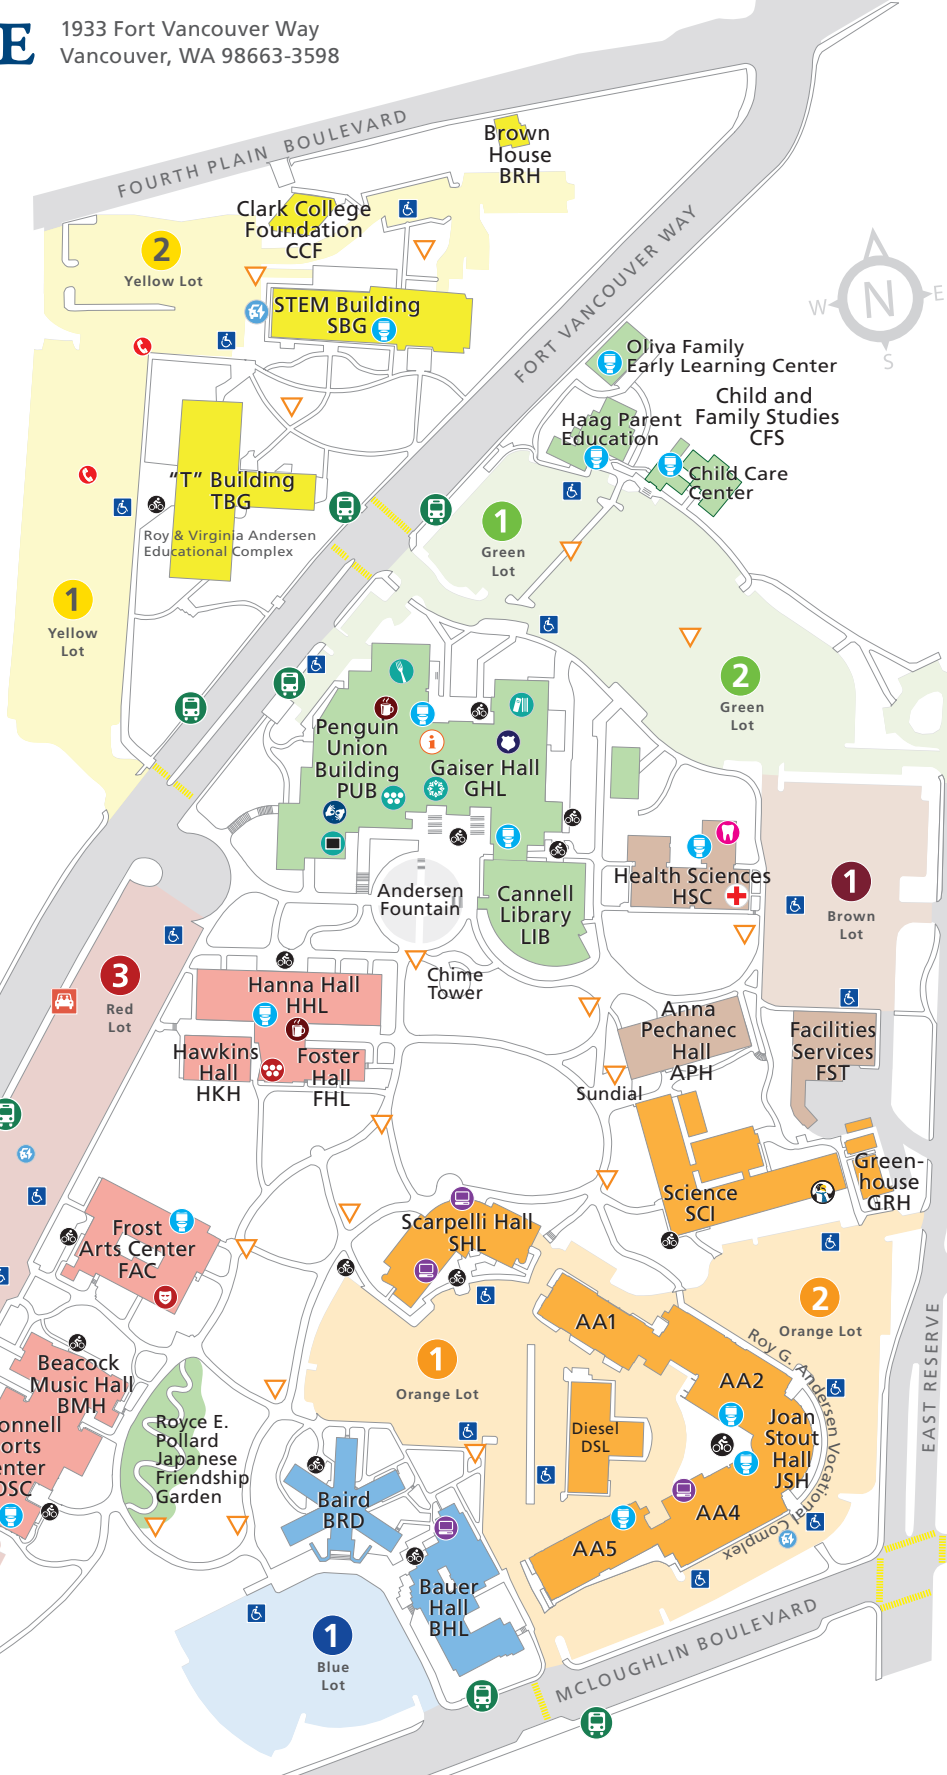 E
1933 Fort Vancouver Way
Vancouver, WA 98663-3598
FOURTH PLAIN BOULEVARD
Brown
House
BRH
Clark College
Foundation
CCF
2
Yellow Lot
FORT VANCOUVER WAY
N
W
E
S
STEM Building
SBG
Oliva Family
Early Learning Center
Child and
Family Studies
CFS
Haag Parent
Education
Child Care
Center
“T” Building
TBG
Roy & Virginia Andersen
Educational Complex
1
Green
Lot
1
Yellow
Lot
2
Green
Lot
Penguin
Union
Building
PUB
i
Gaiser Hall
GHL
Andersen
Fountain
Cannell
Library
LIB
Health Sciences
HSC
1
Brown
Lot
3
Red
Lot
Chime
Tower
Hanna Hall
HHL
Hawkins
Hall
HKH
Foster
Hall
FHL
Anna
Pechanec
Hall
APH
Facilities
Services
FST
Sundial
Science
SCI
Green-
house
GRH
Frost
Arts Center
FAC
Scarpelli Hall
SHL
2
Orange Lot
1
Orange Lot
AA1
AA2
Roy G. Andersen Vocational Complex
EAST RESERVE
Beacock
Music Hall
BMH
onnell
orts
enter
OSC
Royce E.
Pollard
Japanese
Friendship
Garden
Diesel
DSL
Joan
Stout
Hall
JSH
Baird
BRD
AA4
AA5
Bauer
Hall
BHL
1
Blue
Lot
MCLOUGHLIN BOULEVARD